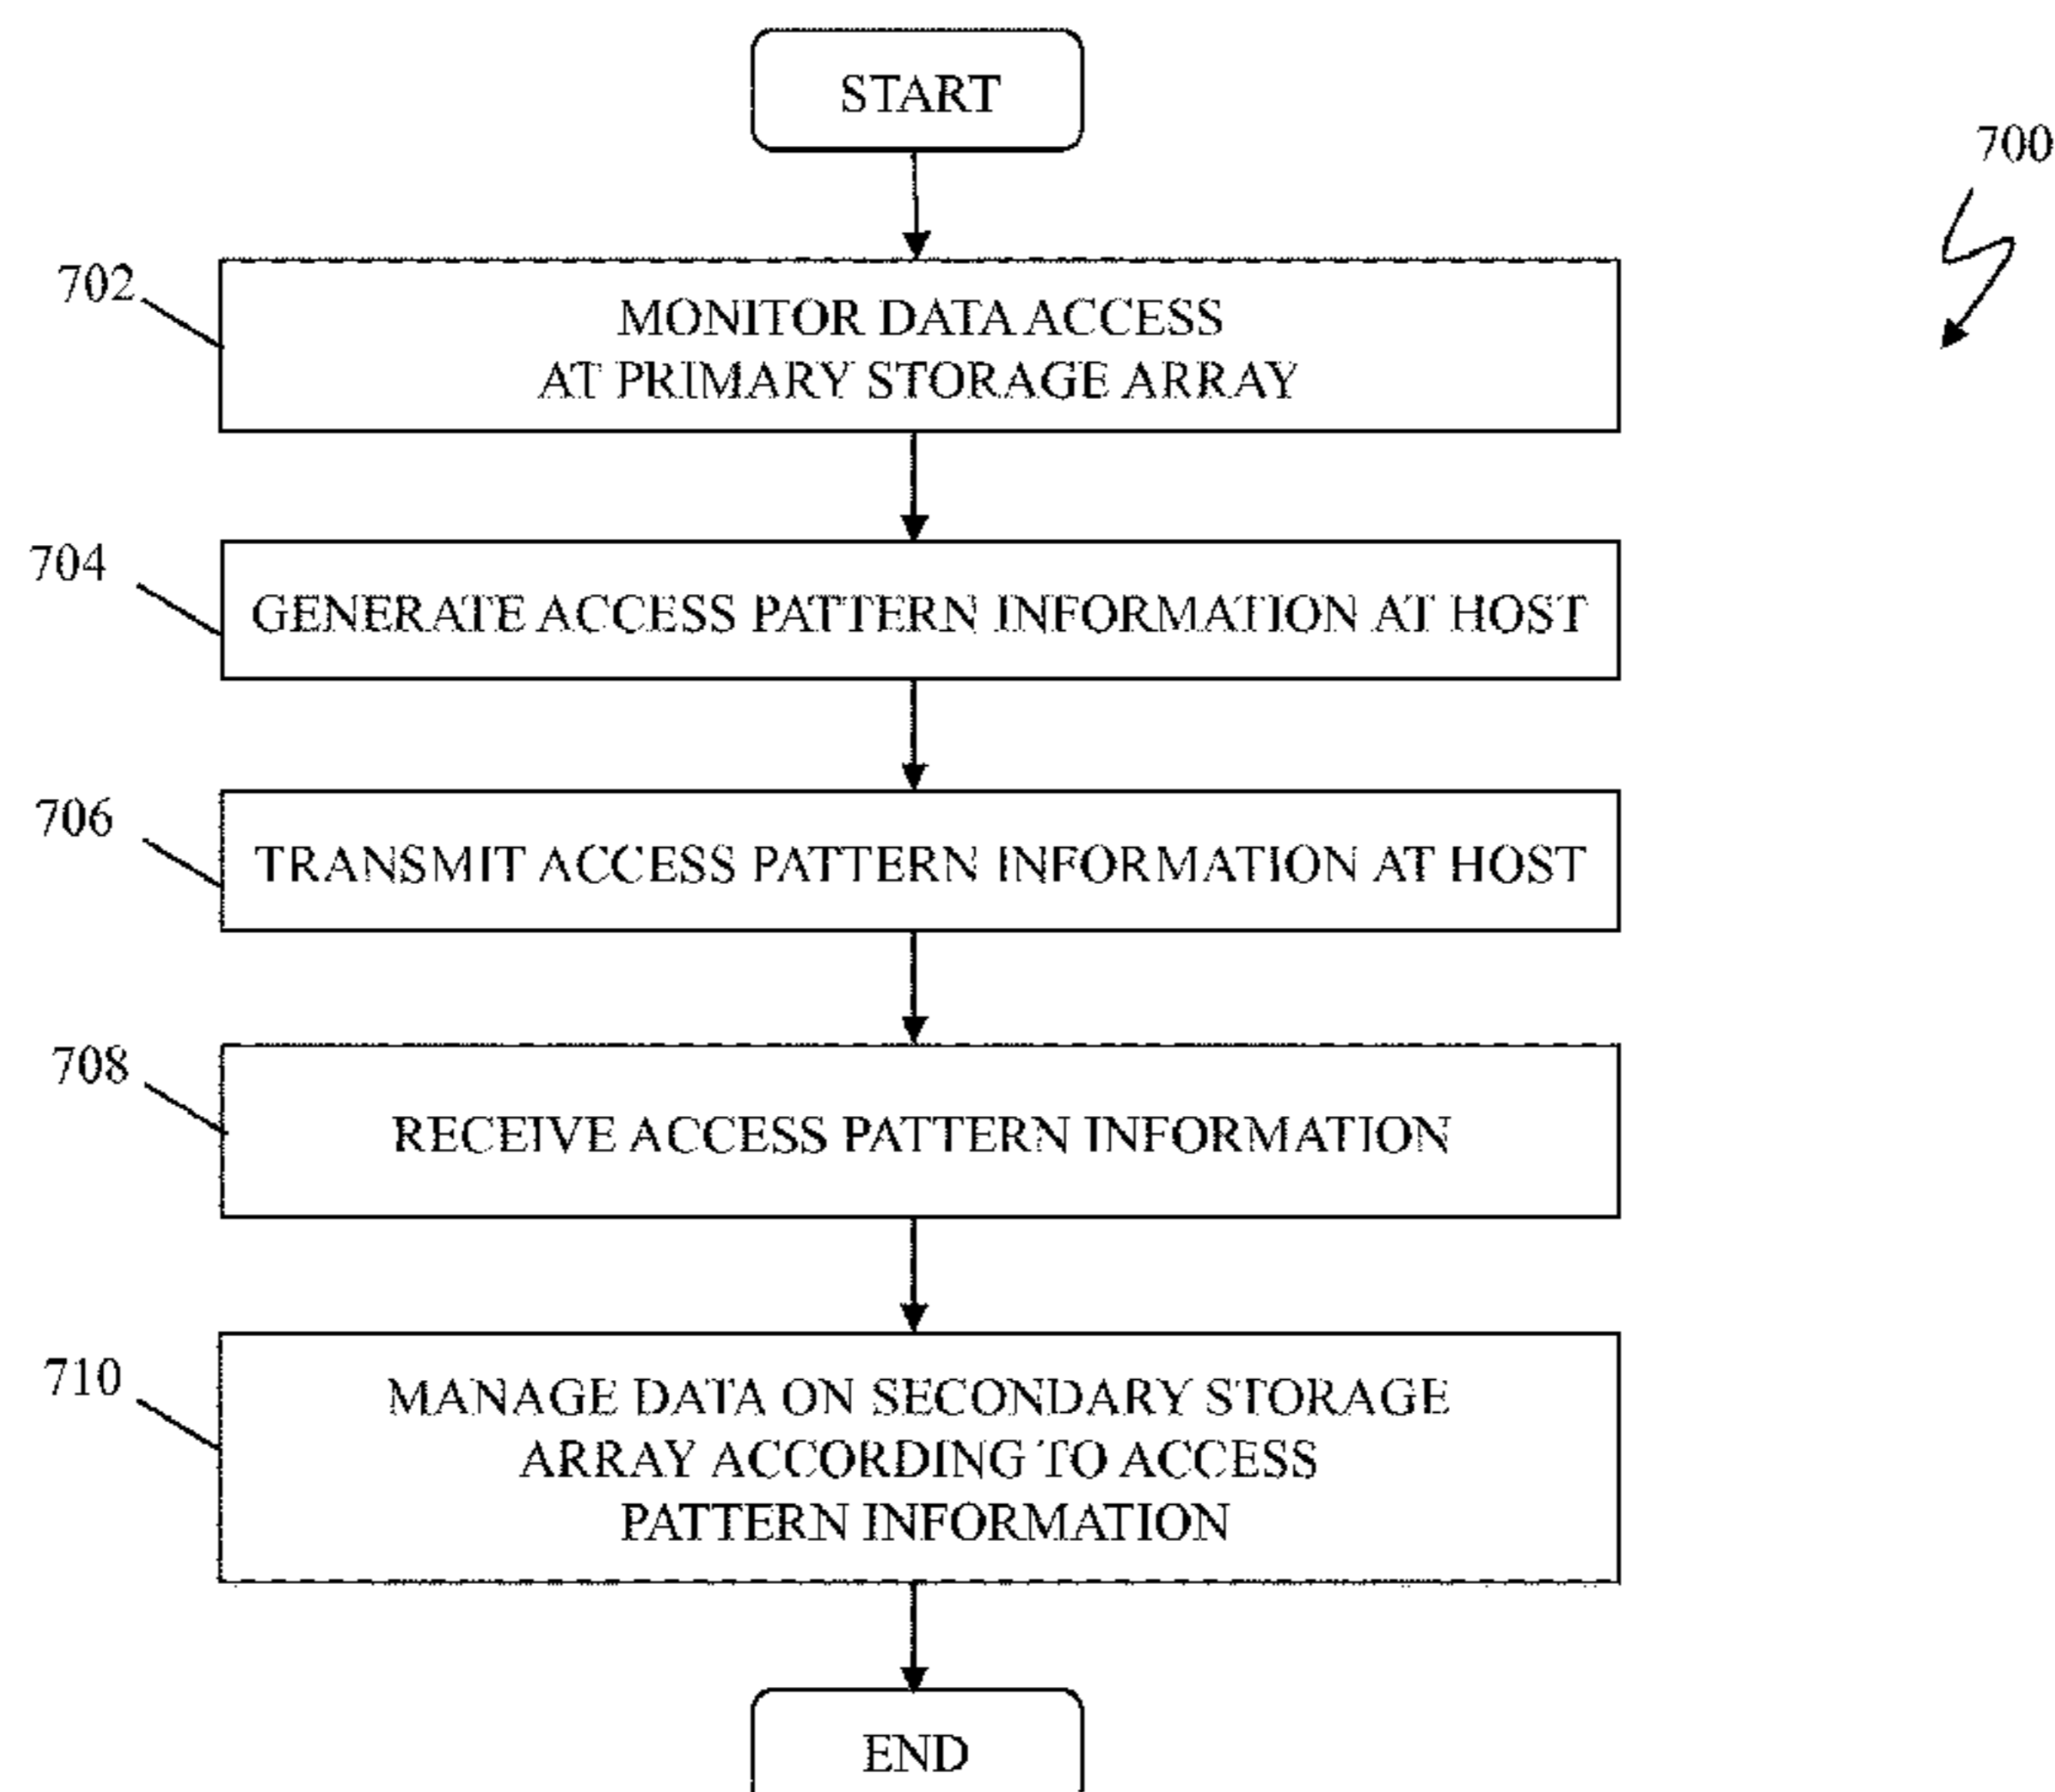 START
700
702
MONITOR DATA ACCESS
AT PRIMARY STORAGE ARRAY
704
GENERATE ACCESS PATTERN INFORMATION AT HOST
706
TRANSMIT ACCESS PATTERN INFORMATION AT HOST
708
RECEIVE ACCESS PATTERN INFORMATION
710
MANAGE DATA ON SECONDARY STORAGE
ARRAY ACCORDING TO ACCESS
PATTERN INFORMATION
END